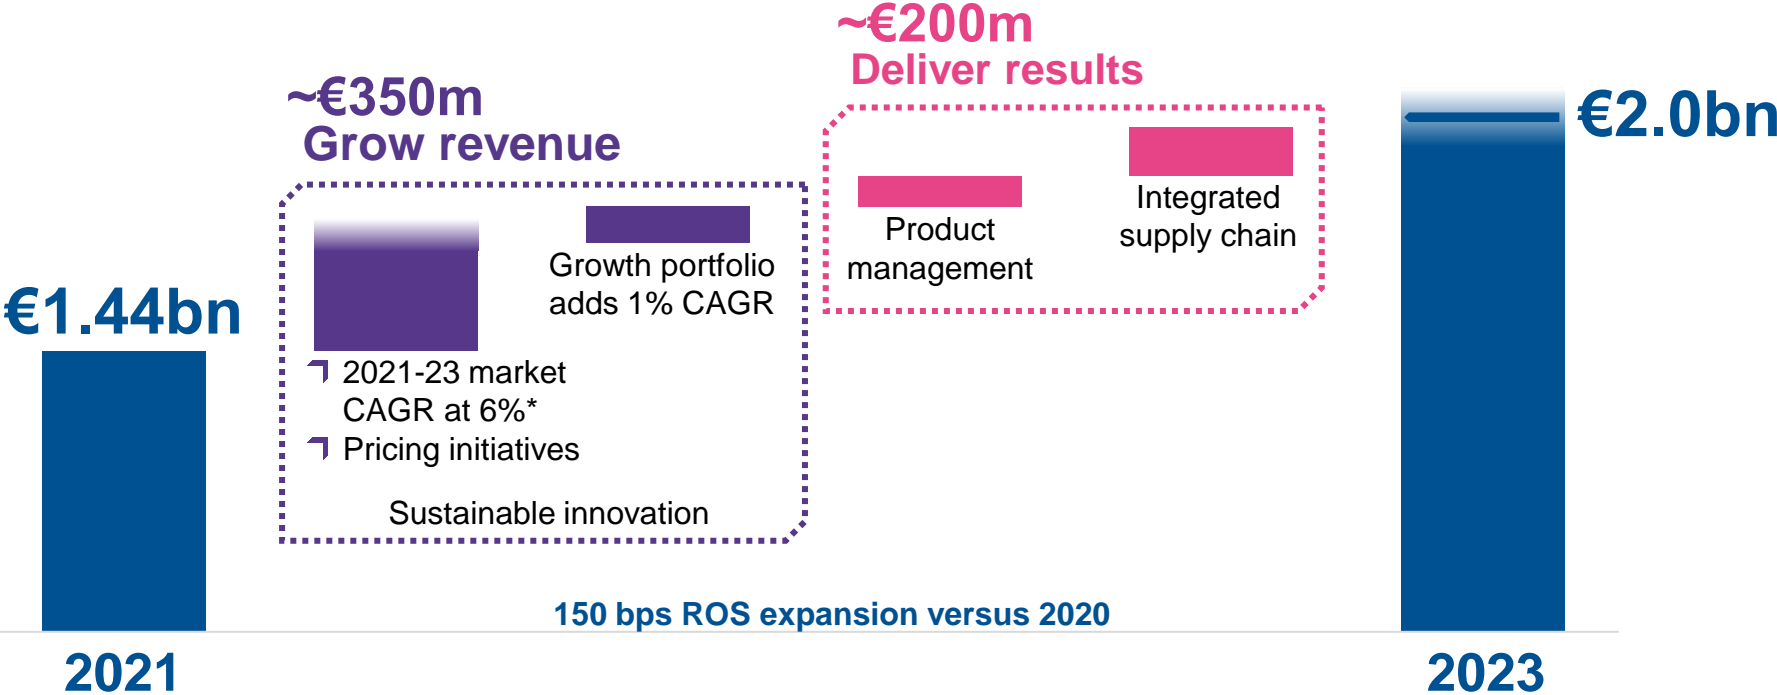 ~€200m
Deliver results
~€350m
Grow revenue
€2.0bn
€1.44bn
2021-23 market
CAGR at 6%*
Pricing initiatives
Growth portfolio
adds 1% CAGR
Sustainable innovation
Product
management
Integrated
supply chain
150 bps ROS expansion versus 2020
2021
2023